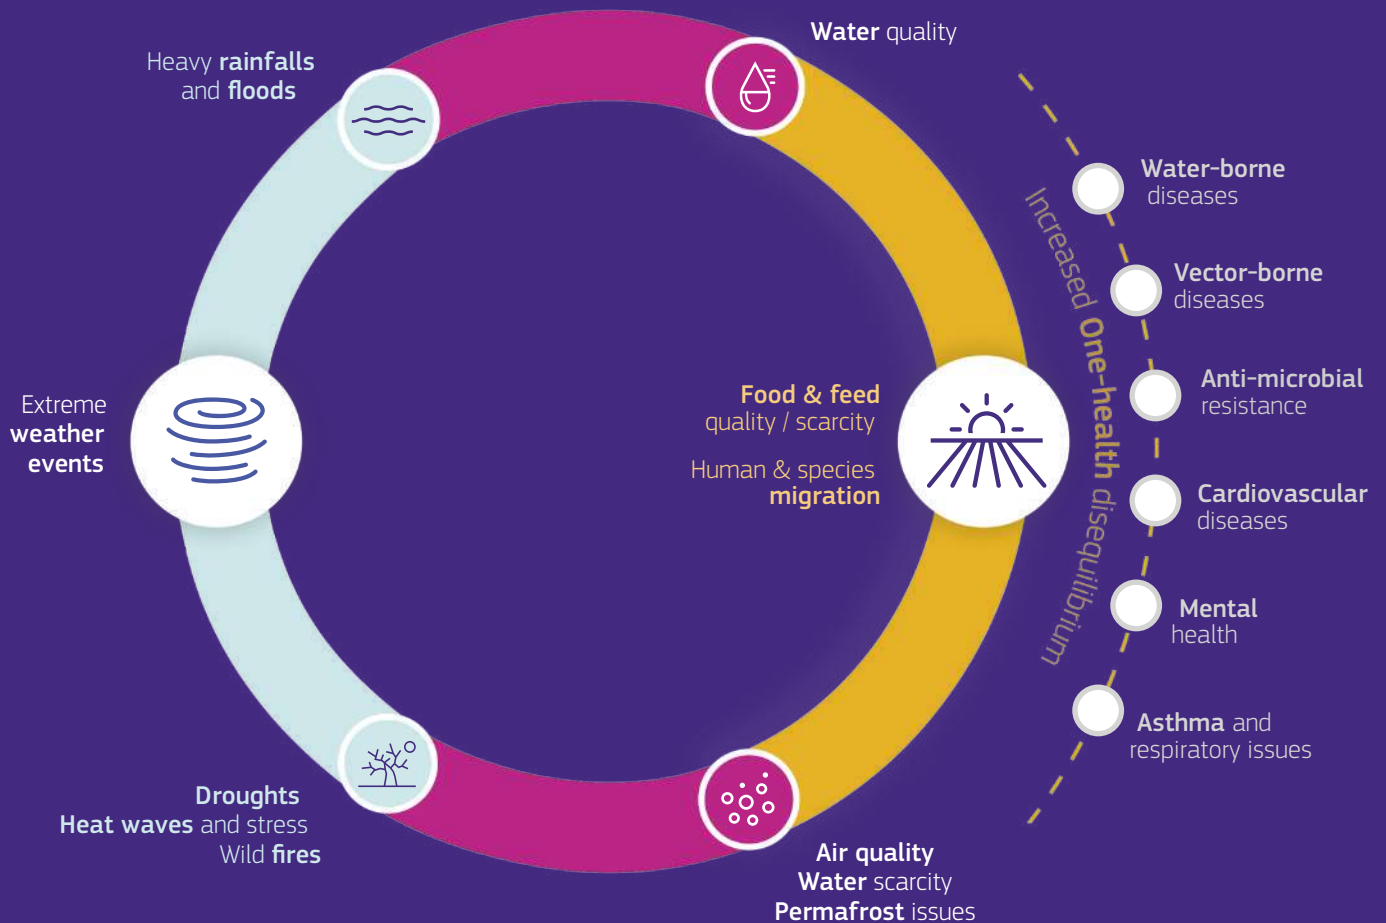 Water quality
Heavy rainfalls
and floods
Extreme
weather
events
Food & feed
quality / scarcity
Human & species
migration
Increased One-health disequilibrium
Water-borne
diseases
Vector-borne
diseases
Anti-microbial
resistance
Cardiovascular
diseases
Mental
health
Asthma and
respiratory issues
Droughts
Heat waves and stress
Wild fires
Air quality
Water scarcity
Permafrost issues